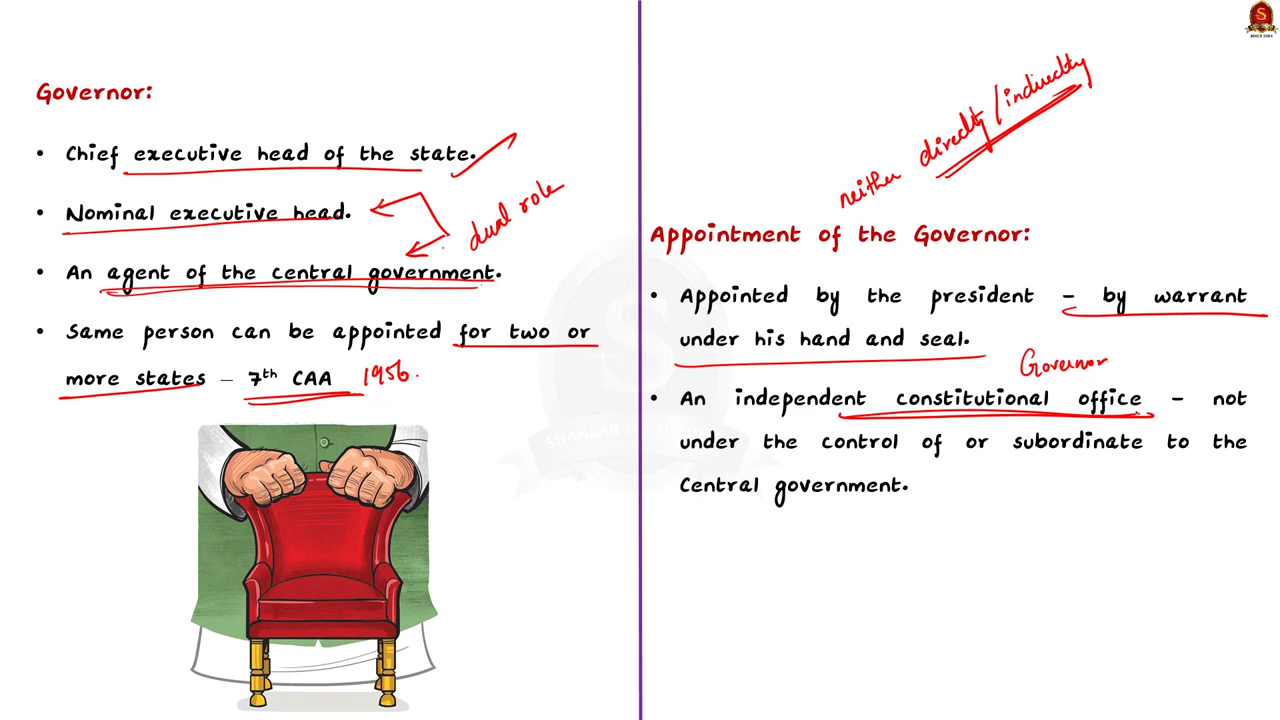 Governor:
• Chief executive head of the state.
• Nominal executive head.
dual role
• An agent of the central government.
• Same person can be appointed for two or
more states – 7th CAA 1956.
S
SINCE 2004
neither directly/indirectly
Appointment of the Governor:
• Appointed by the president – by warrant
under his hand and seal.
Governor
• An independent constitutional office – not
under the control of or subordinate to the
Central government.
S